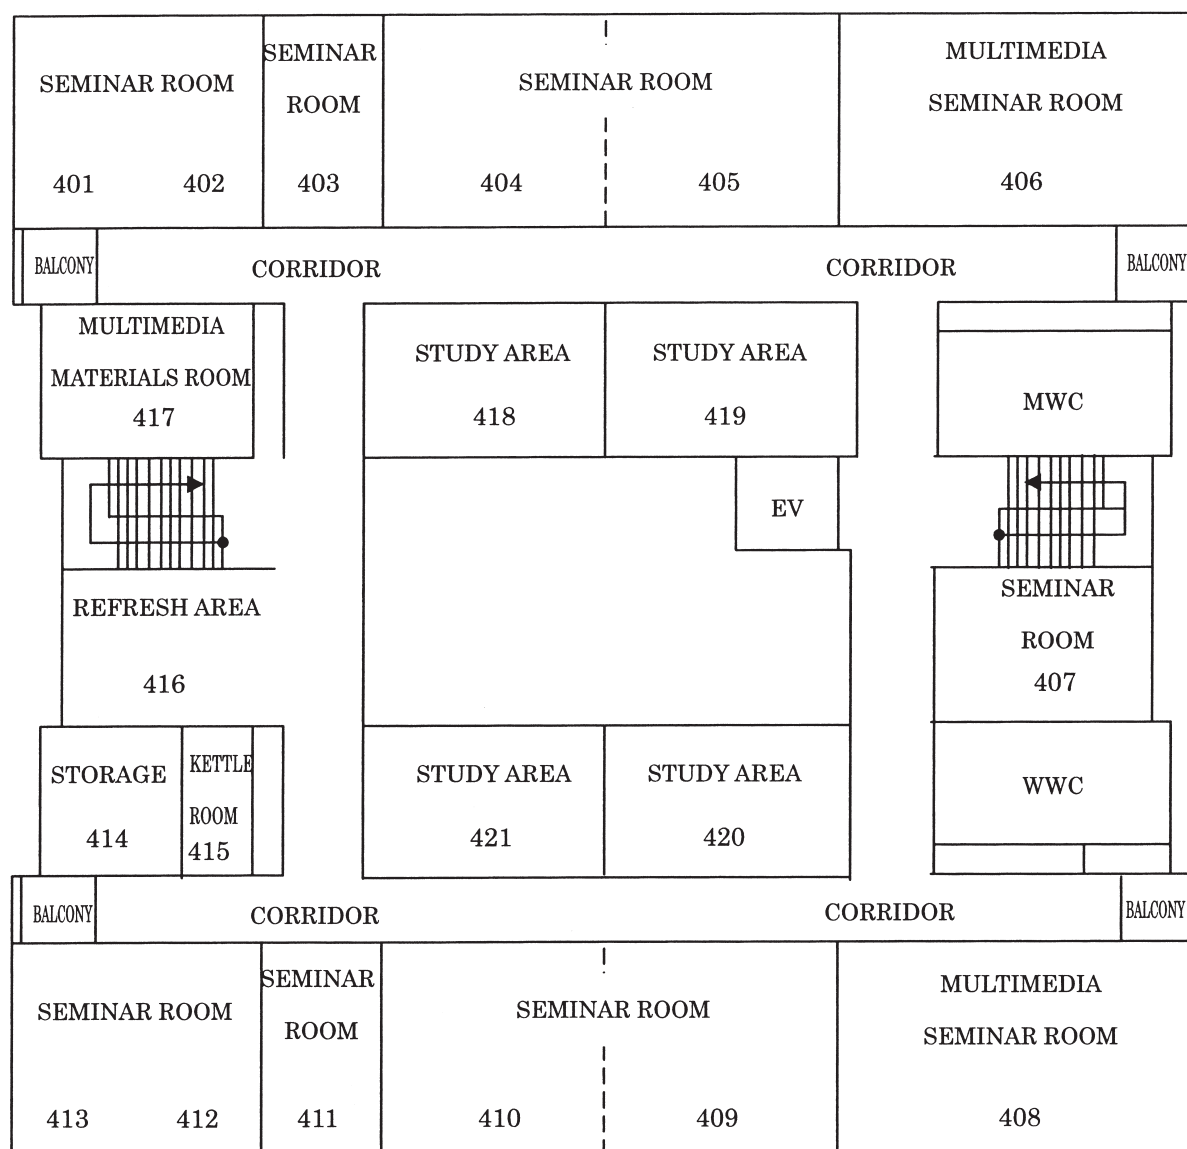 SEMINAR ROOM
401 402
SEMINAR
ROOM
403
SEMINAR ROOM
404 405
MULTIMEDIA
SEMINAR ROOM
406
BALCONY
CORRIDOR
CORRIDOR
BALCONY
MULTIMEDIA
MATERIALS ROOM
417
STUDY AREA
418
STUDY AREA
419
MWC
EV
REFRESH AREA
416
SEMINAR
ROOM
407
STORAGE
414
KETTLE
ROOM
415
STUDY AREA
421
STUDY AREA
420
WWC
BALCONY
CORRIDOR
CORRIDOR
BALCONY
SEMINAR ROOM
413 412
SEMINAR
ROOM
411
SEMINAR ROOM
410 409
MULTIMEDIA
SEMINAR ROOM
408